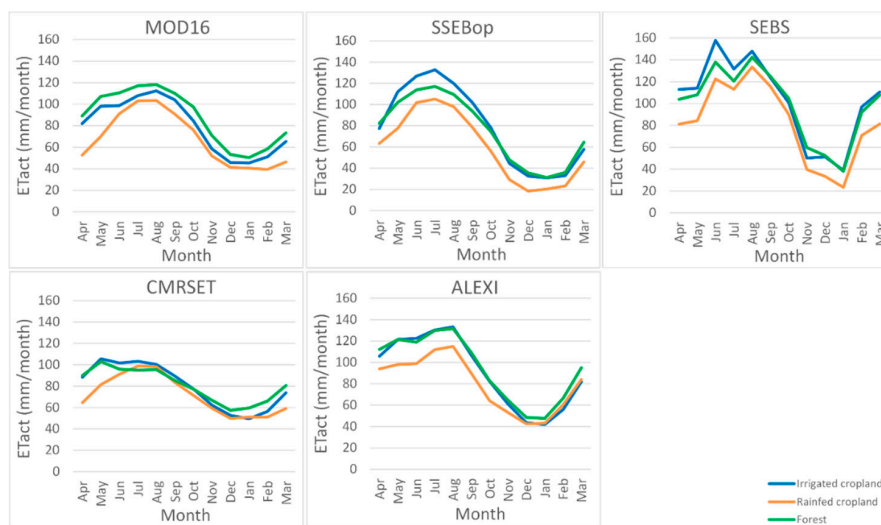 MOD16
ETact (mm/month)
160
140
120
100
80
60
40
20
0
Apr
May
Jun
Jul
Aug
Sep
Oct
Nov
Dec
Jan
Feb
Mar
Month
SSEBop
ETact (mm/month)
160
140
120
100
80
60
40
20
0
Apr
May
Jun
Jul
Aug
Sep
Oct
Nov
Dec
Jan
Feb
Mar
Month
SEBS
ETact (mm/month)
160
140
120
100
80
60
40
20
0
Apr
May
Jun
Jul
Aug
Sep
Oct
Nov
Dec
Jan
Feb
Mar
Month
CMRSET
ETact (mm/month)
160
140
120
100
80
60
40
20
0
Apr
May
Jun
Jul
Aug
Sep
Oct
Nov
Dec
Jan
Feb
Mar
Month
ALEXI
ETact (mm/month)
160
140
120
100
80
60
40
20
0
Apr
May
Jun
Jul
Aug
Sep
Oct
Nov
Dec
Jan
Feb
Mar
Month
Irrigated cropland
Rainfed cropland
Forest